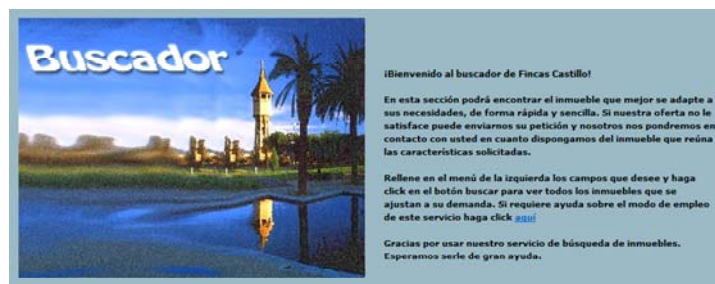 Buscador
¡Bienvenido al buscador de Fincas Castillo!
En esta sección podrá encontrar el inmueble que mejor se adapte a
sus necesidades, de forma rápida y sencilla. Si nuestra oferta no le
satisface puede enviarnos su petición y nosotros nos pondremos en
contacto con usted en cuanto dispongamos del inmueble que reúna
las características solicitadas.
Rellene en el menú de la izquierda los campos que desee y haga
click en el botón buscar para ver todos los inmuebles que se
ajustan a su demanda. Si requiere ayuda sobre el modo de empleo
de este servicio haga click aquí
Gracias por usar nuestro servicio de búsqueda de inmuebles.
Esperamos serle de gran ayuda.